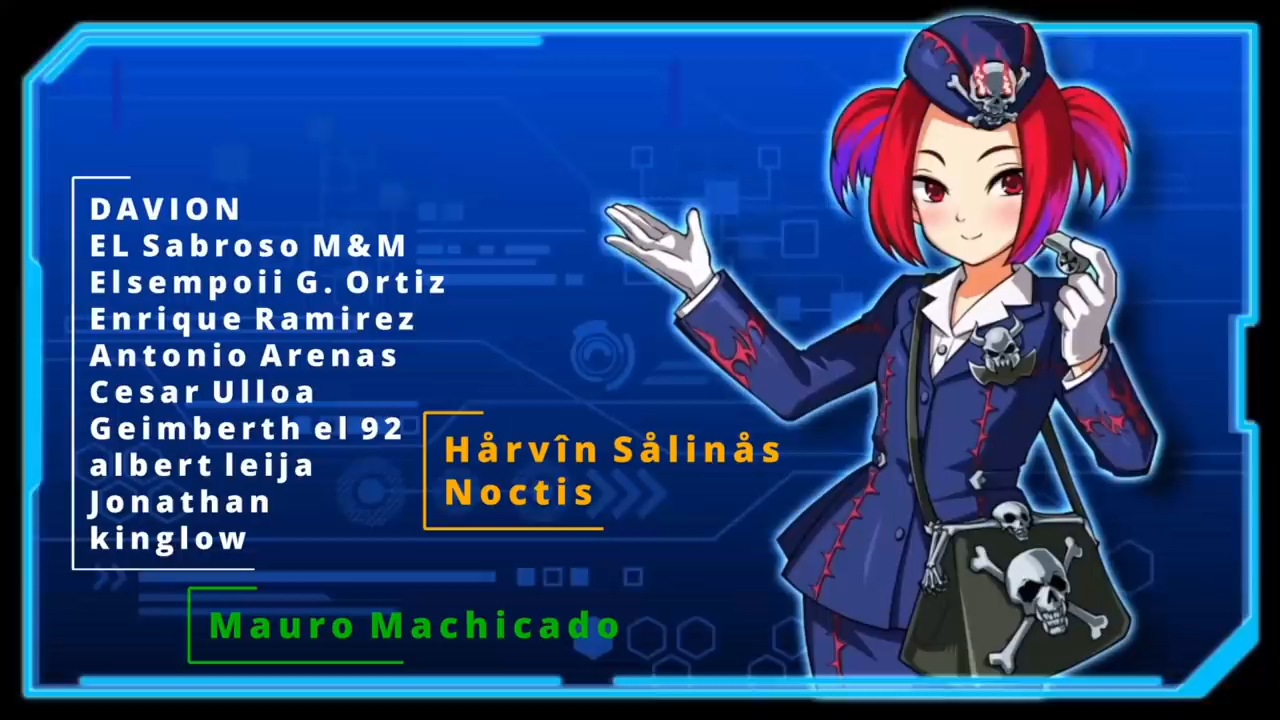 DAVION
EL Sabroso M&M
Elsempoii G. Ortiz
Enrique Ramirez
Antonio Arenas
Cesar Ulloa
Geimberth el 92
albert leija
Jonathan
kinglow
Hårvîn Sålinås
Noctis
Mauro Machicado